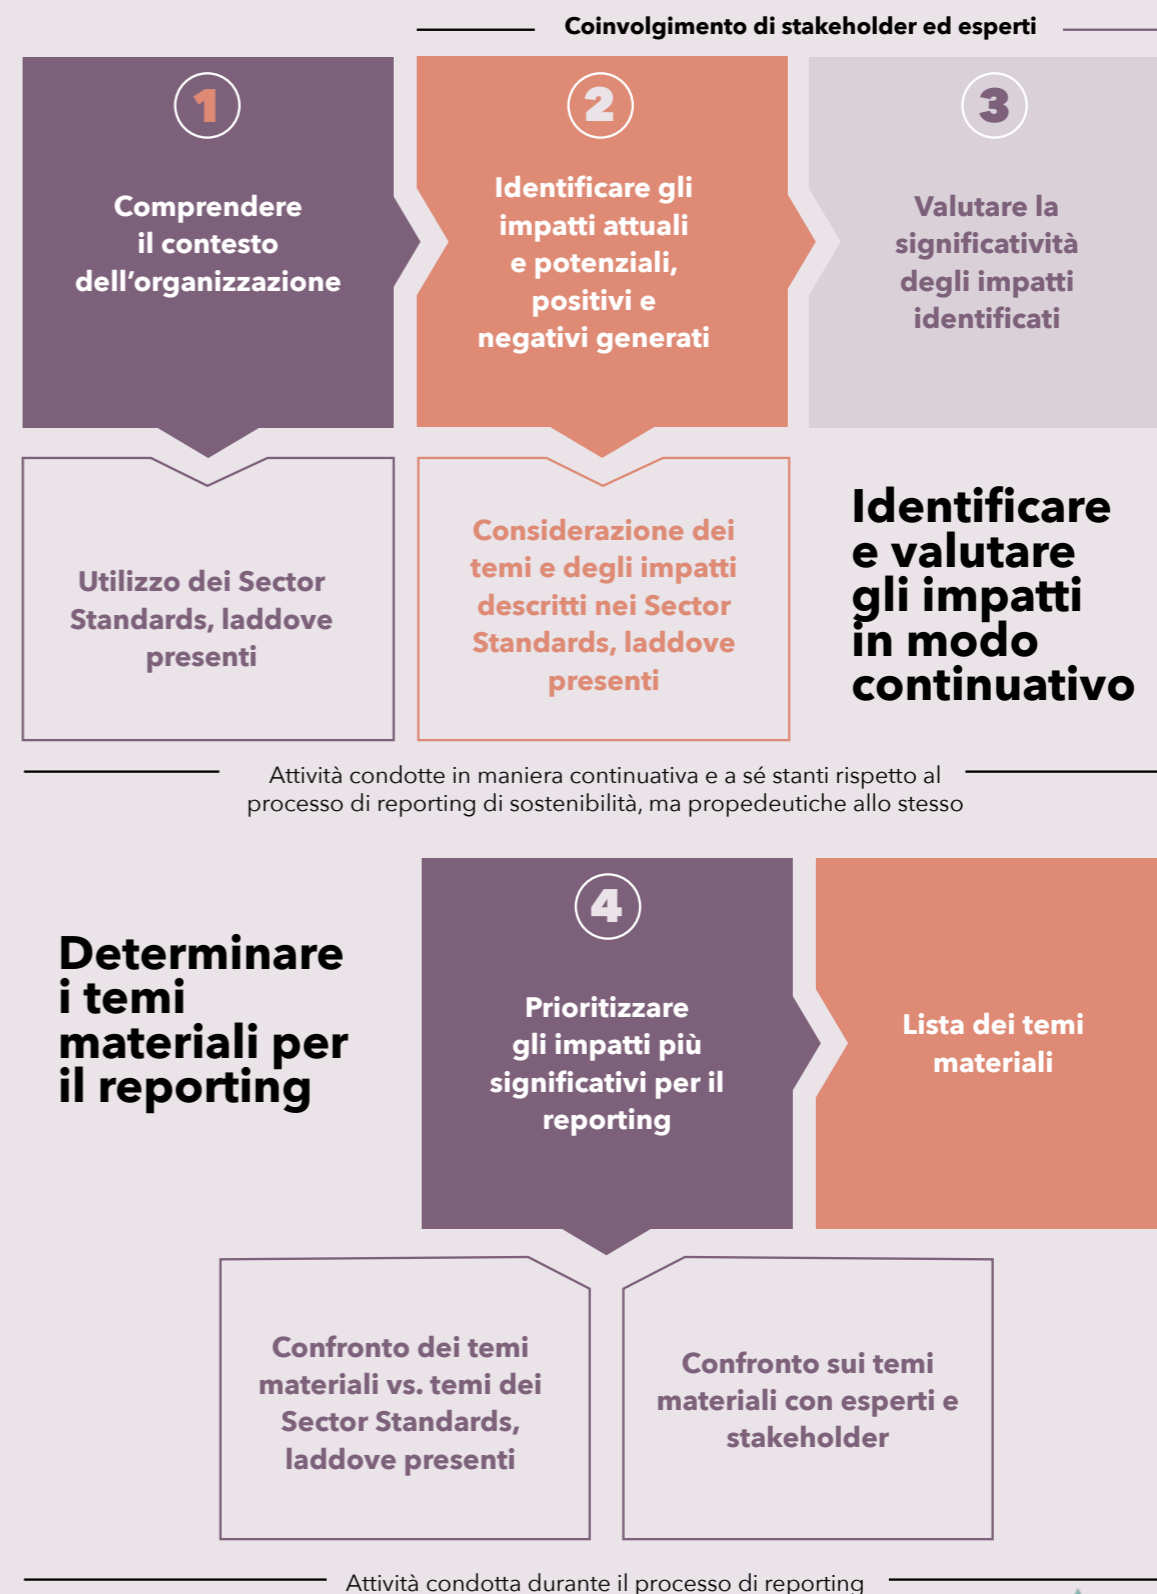 Coinvolgimento di stakeholder ed esperti
1
Comprendere
il contesto
dell'organizzazione
2
Identificare gli
impatti attuali
e potenziali,
positivi e
negativi generati
3
Valutare la
significatività
degli impatti
identificati
Utilizzo dei Sector
Standards, laddove
presenti
Considerazione dei
temi e degli impatti
descritti nei Sector
Standards, laddove
presenti
Identificare
e valutare
gli impatti
in modo
continuativo
Attività condotte in maniera continuativa e a sé stanti rispetto al
processo di reporting di sostenibilità, ma propedeutiche allo stesso
Determinare
i temi
materiali per
il reporting
4
Prioritizzare
gli impatti più
significativi per il
reporting
Lista dei temi
materiali
Confronto dei temi
materiali vs. temi dei
Sector Standards,
laddove presenti
Confronto sui temi
materiali con esperti e
stakeholder
Attività condotta durante il processo di reporting